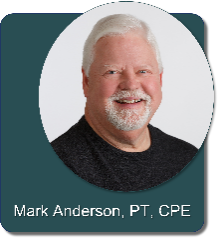 Mark Anderson, PT, CPE